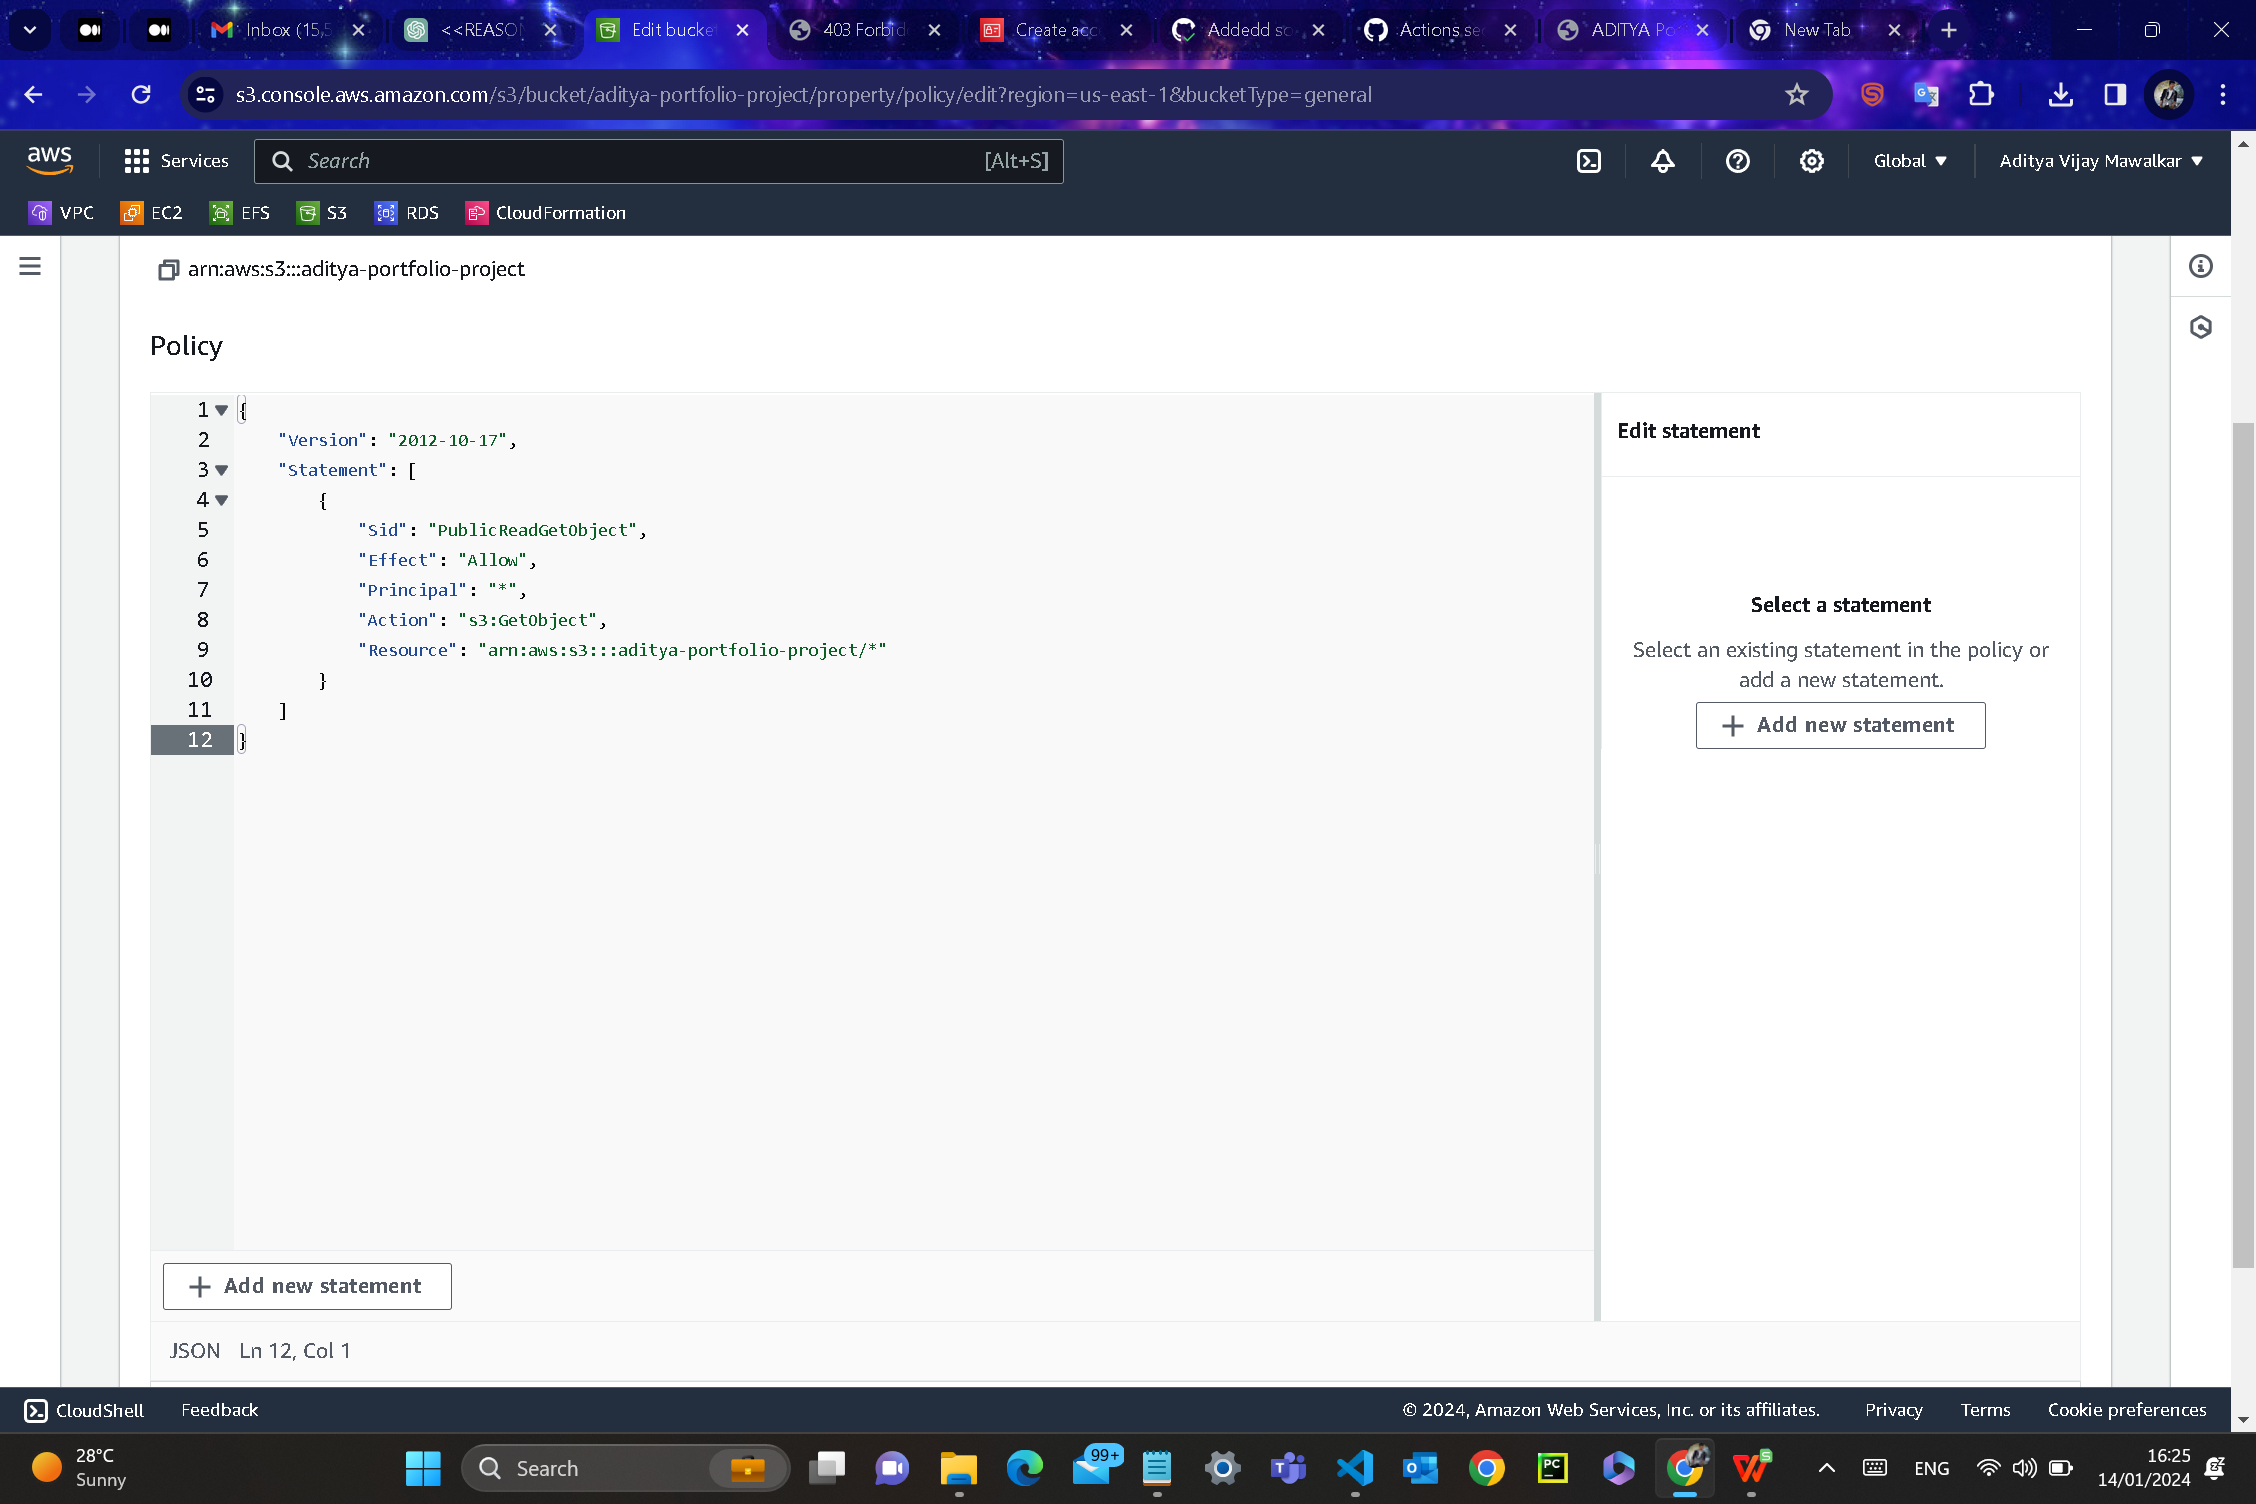 Inbox (15,5
<<REASO
Edit bucke
403 Forbid
Create acc
Addedd sc
Actions se
ADITYA Po
New Tab
s3.console.aws.amazon.com/s3/bucket/aditya-portfolio-project/property/policy/edit?region=us-east-1&bucketType=general
aws
Services
Search
[Alt+S]
Global
Aditya Vijay Mawalkar
VPC
EC2
EFS
S3
RDS
CloudFormation
arn:aws:s3:::aditya-portfolio-project
Policy
1 {
2 "Version": "2012-10-17",
3 "Statement": [
4 {
5 "Sid": "PublicReadGetObject",
6 "Effect": "Allow",
7 "Principal": "*",
8 "Action": "s3:GetObject",
9 "Resource": "arn:aws:s3:::aditya-portfolio-project/*"
10 }
11 ]
12 }
Edit statement
Select a statement
Select an existing statement in the policy or
add a new statement.
+ Add new statement
+ Add new statement
JSON Ln 12, Col 1
CloudShell
Feedback
© 2024, Amazon Web Services, Inc. or its affiliates.
Privacy
Terms
Cookie preferences
28°C
Sunny
Search
99+
PC
ENG
16:25
14/01/2024